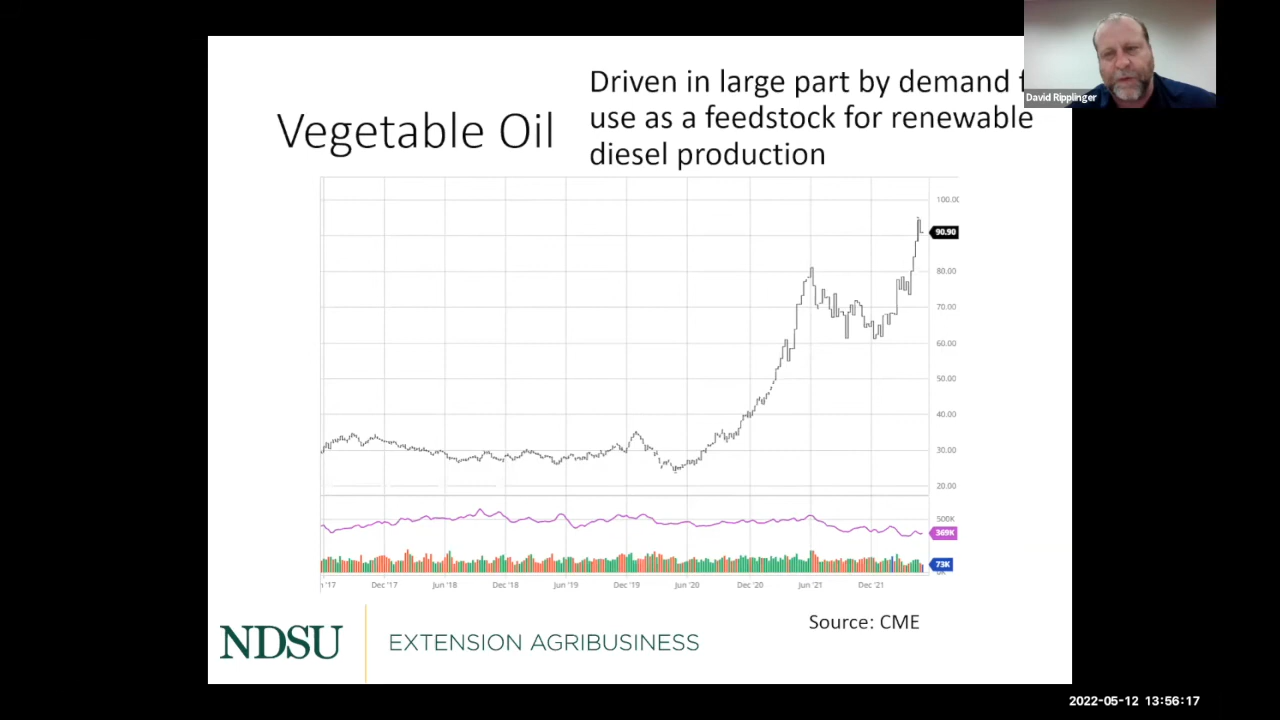 David Ripplinger
Driven in large part by demand
Vegetable Oil
use as a feedstock for renewable
diesel production
100.00
90.90
80.00
70.00
60.00
50.00
40.00
30.00
20.00
500K
369K
73K
'17 Dec '17 Jun '18 Dec '18 Jun '19 Dec '19 Jun '20 Dec '20 Jun '21 Dec '21
Source: CME
NDSU EXTENSION AGRIBUSINESS
2022-05-12 13:56:17